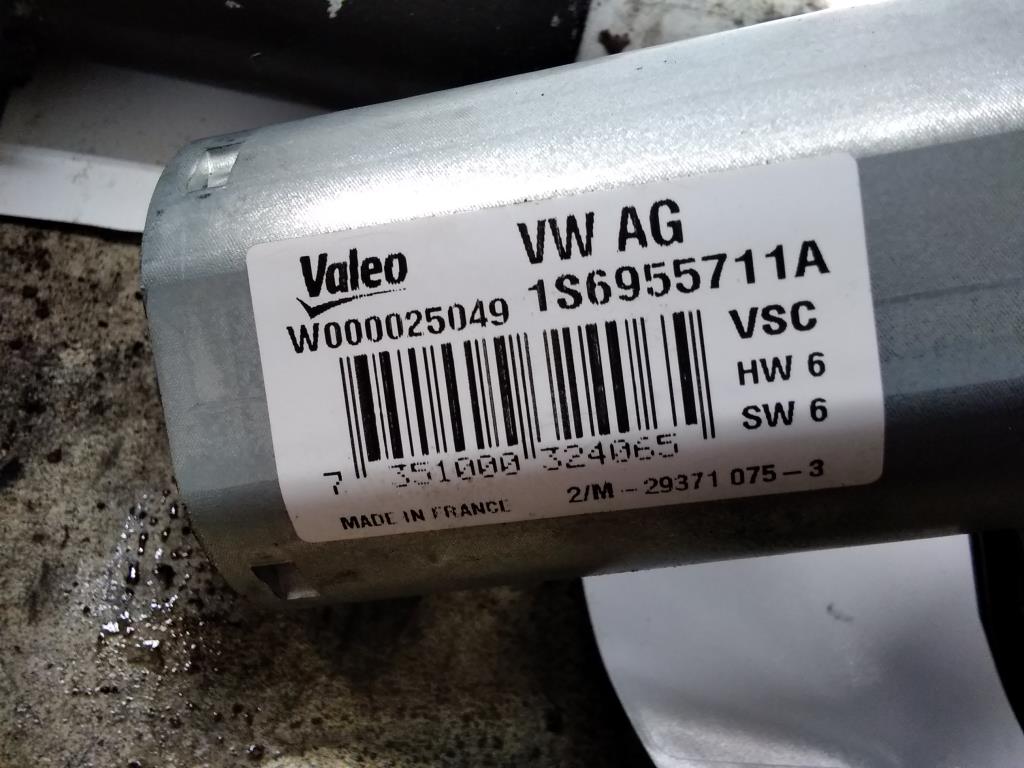 Valeo
VW AG
W000025049
1S6955711A
VSC
HW 6
SW 6
7 351000 324065
MADE IN FRANCE
2/M - 29371 075 - 3